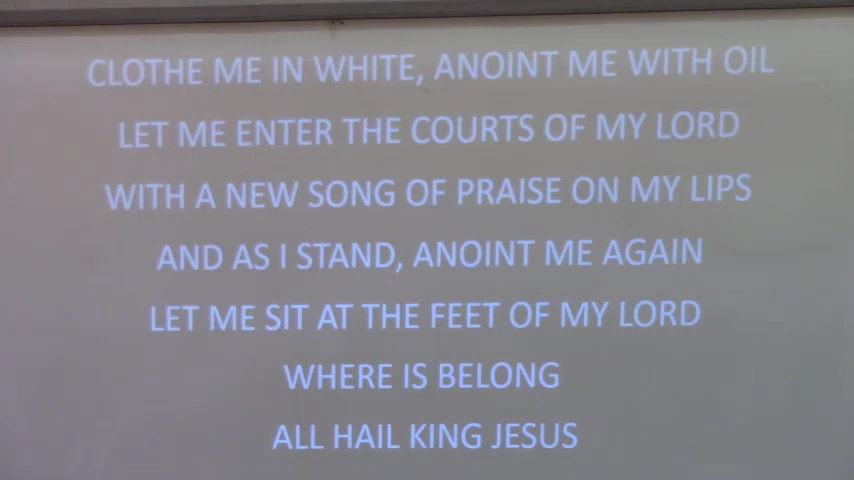 CLOTHE ME IN WHITE, ANOINT ME WITH OIL
LET ME ENTER THE COURTS OF MY LORD
WITH A NEW SONG OF PRAISE ON MY LIPS
AND AS I STAND, ANOINT ME AGAIN
LET ME SIT AT THE FEET OF MY LORD
WHERE IS BELONG
ALL HAIL KING JESUS